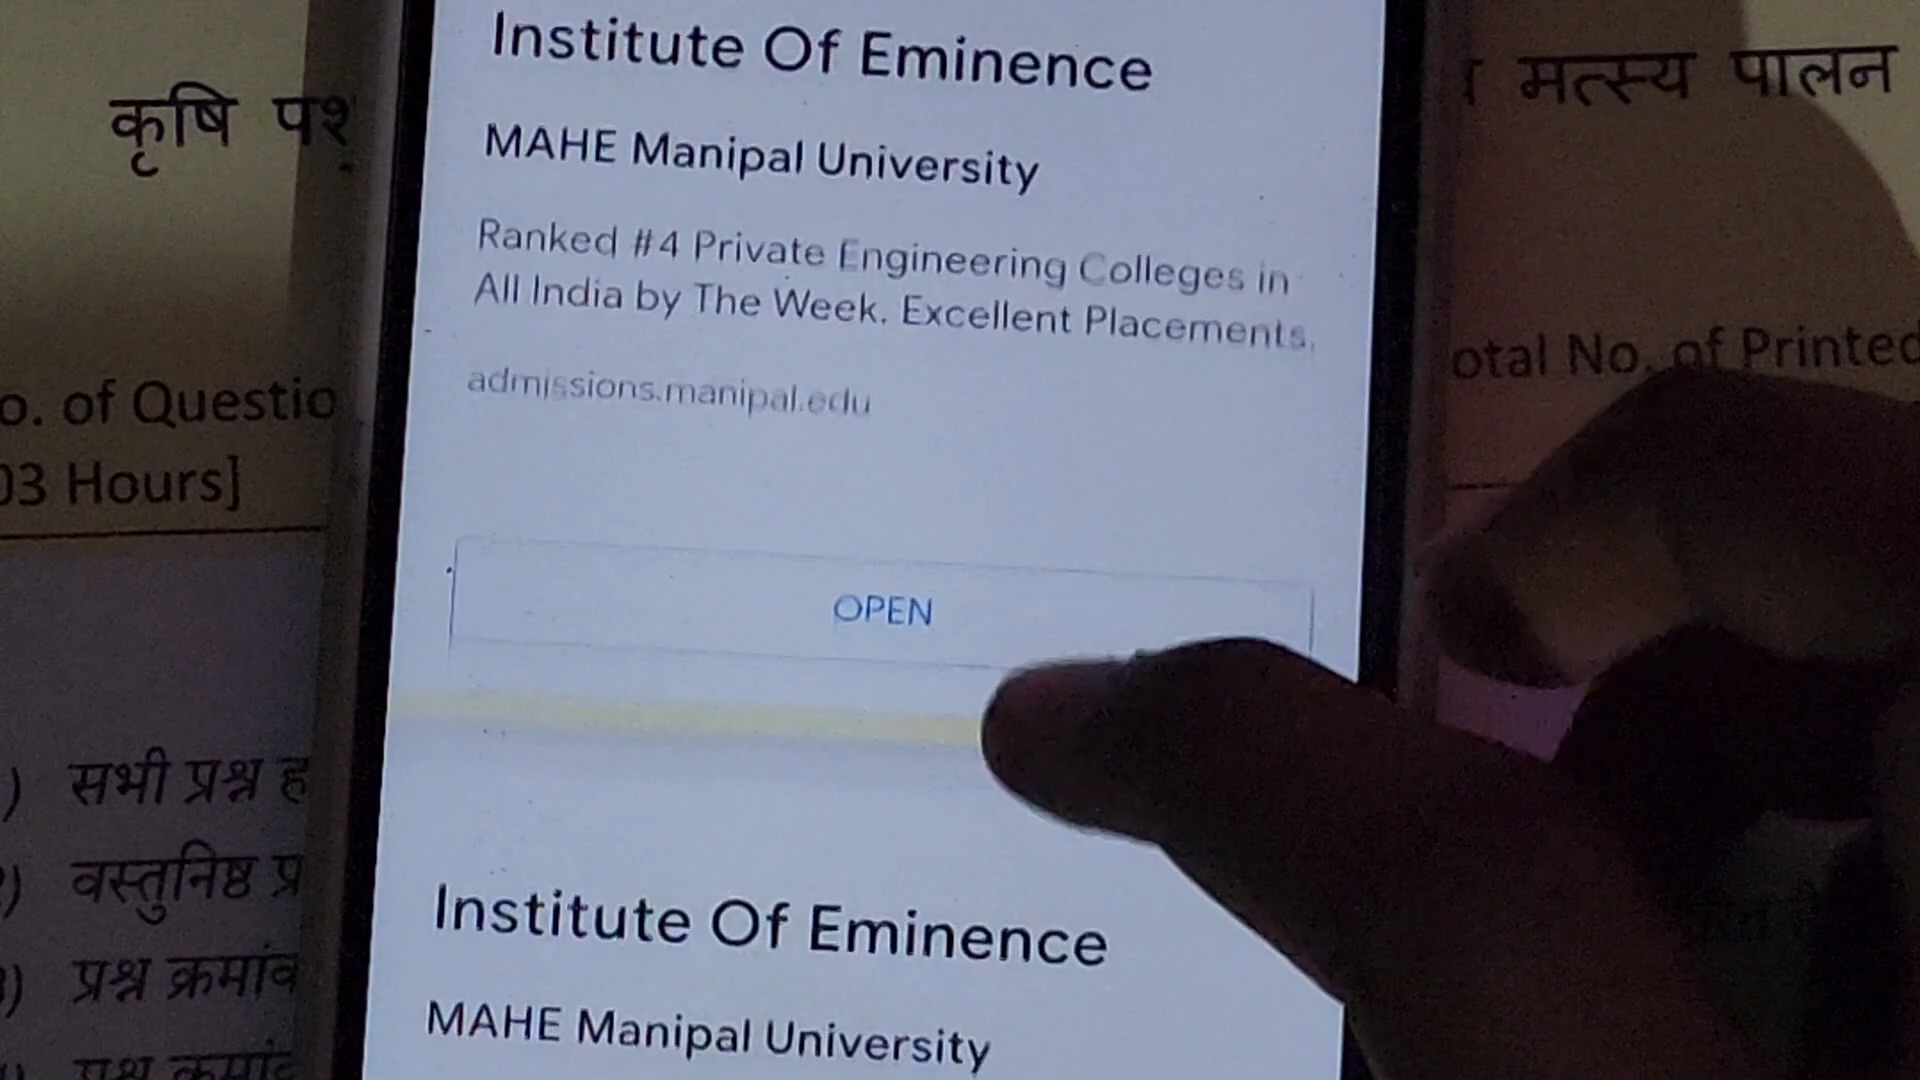 Institute Of Eminence
MAHE Manipal University
Ranked #4 Private Engineering Colleges in
All India by The Week. Excellent Placements.
admissions.manipal.edu
OPEN
Institute Of Eminence
MAHE Manipal University
कृषि पशु
मत्स्य पालन
o. of Questio
otal No. of Printed
03 Hours]
) सभी प्रश्न ह
) वस्तुनिष्ठ प्र
) प्रश्न क्रमांक